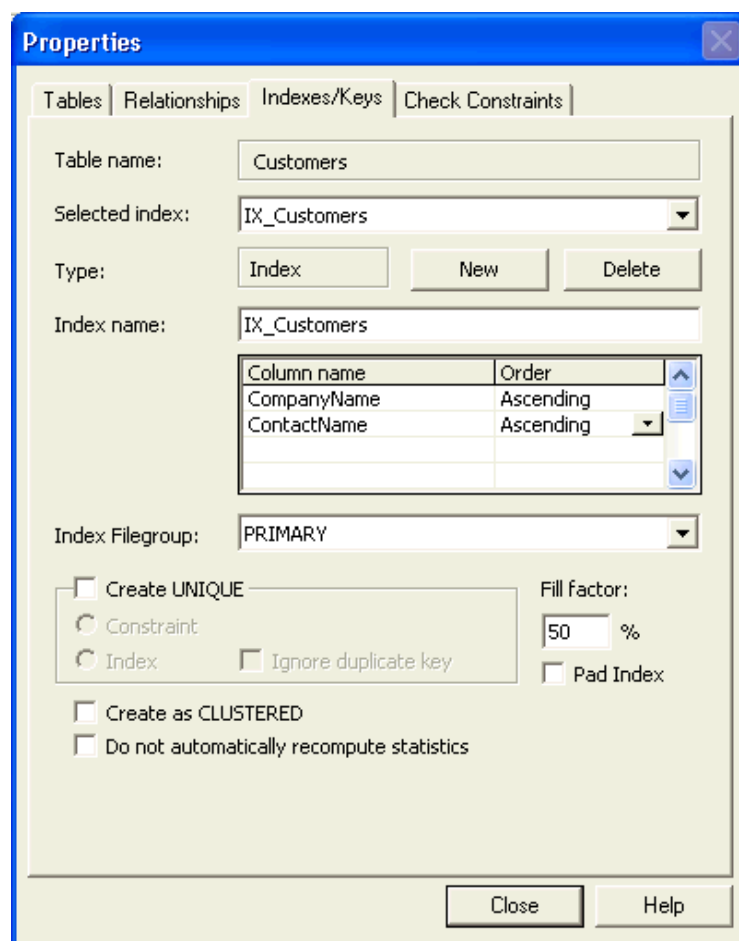 Properties
Tables Relationships Indexes/Keys Check Constraints
Table name: Customers
Selected index: IX_Customers
Type: Index New Delete
Index name: IX_Customers
Column name Order
CompanyName Ascending
ContactName Ascending
Index Filegroup: PRIMARY
Create UNIQUE Fill factor:
Constraint 50 %
Index Ignore duplicate key Pad Index
Create as CLUSTERED
Do not automatically recompute statistics
Close Help